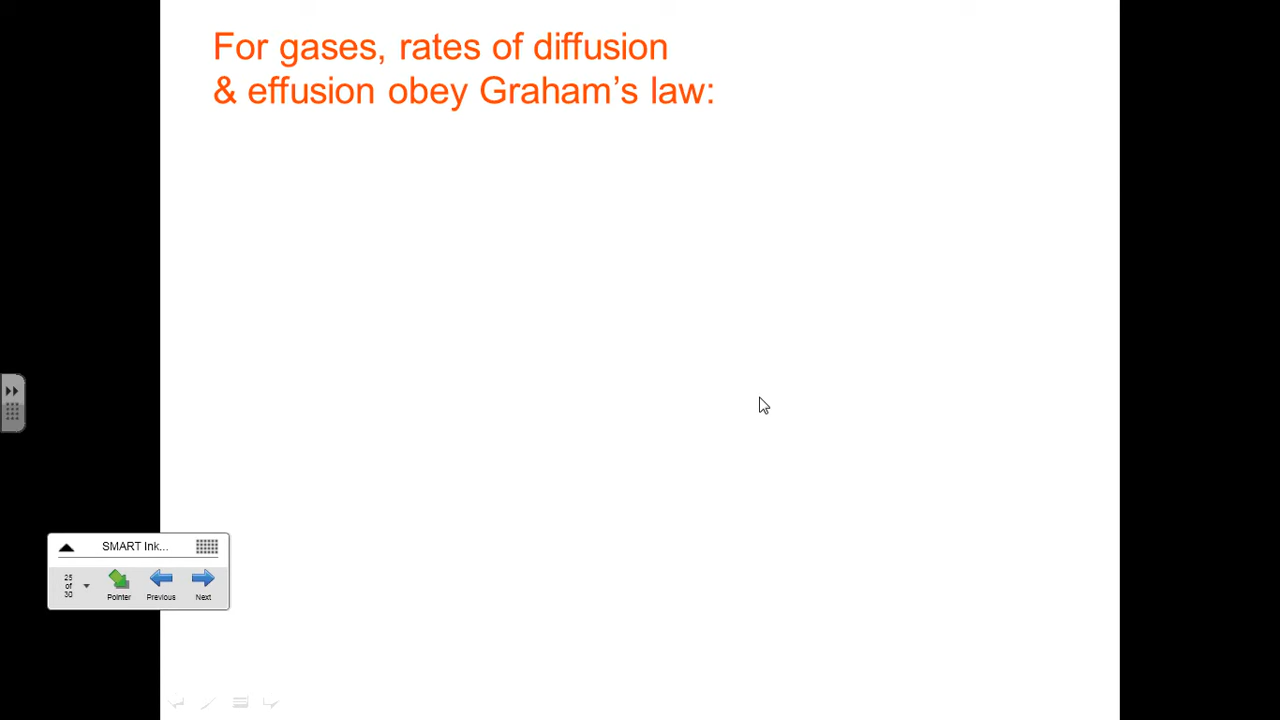 For gases, rates of diffusion
& effusion obey Graham’s law:
SMART Ink...
25
of
30
Pointer
Previous
Next